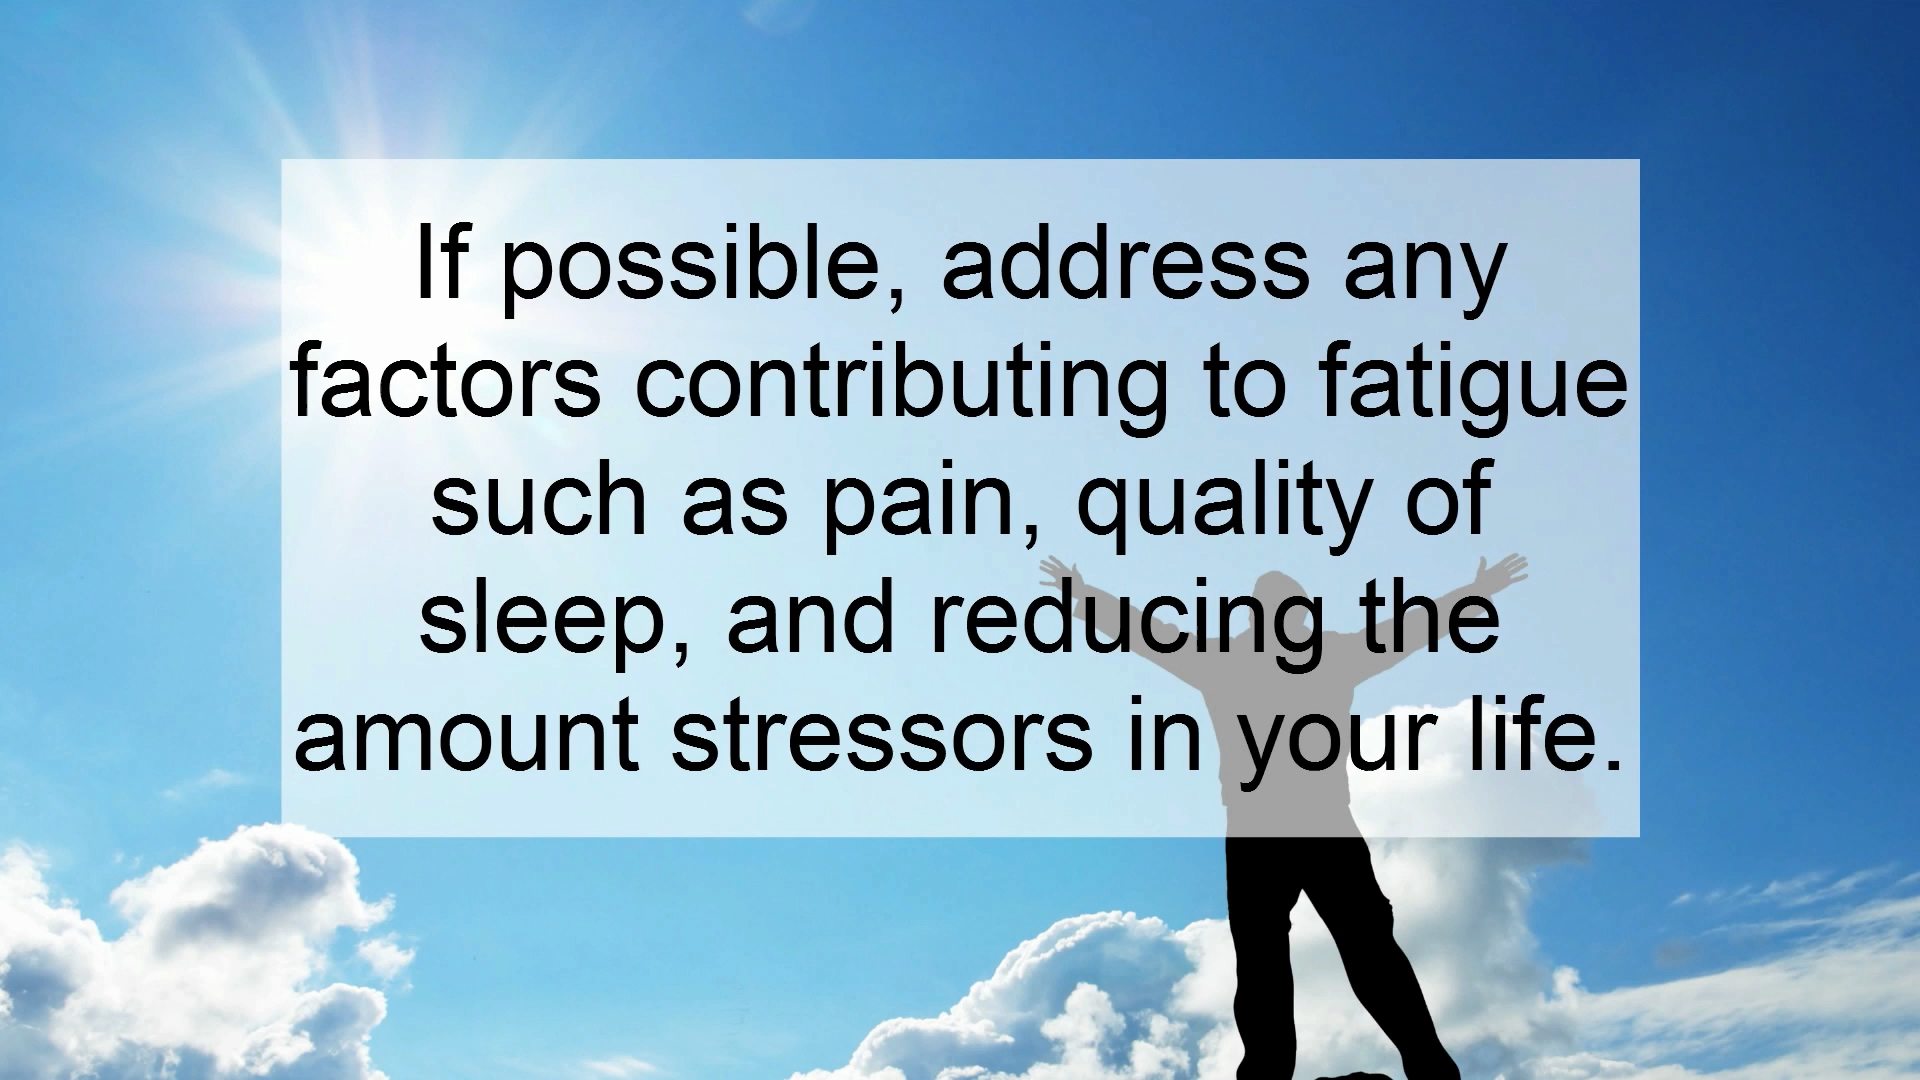 If possible, address any
factors contributing to fatigue
such as pain, quality of
sleep, and reducing the
amount stressors in your life.